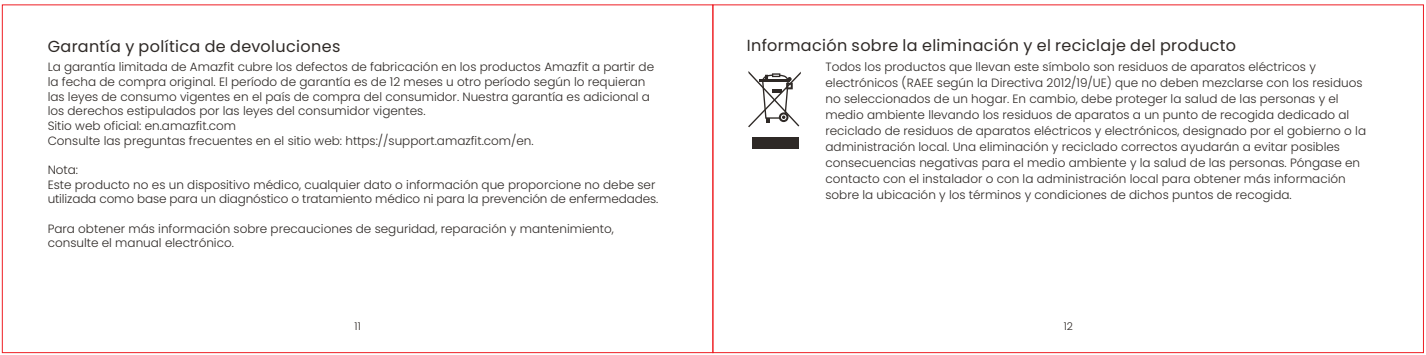 Garantía y política de devoluciones
La garantía limitada de Amazfit cubre los defectos de fabricación en los productos Amazfit a partir de
la fecha de compra original. El período de garantía es de 12 meses u otro período según lo requieran
las leyes de consumo vigentes en el país de compra del consumidor. Nuestra garantía es adicional a
los derechos estipulados por las leyes del consumidor vigentes.
Sitio web oficial: en.amazfit.com
Consulte las preguntas frecuentes en el sitio web: https://support.amazfit.com/en.
Nota:
Este producto no es un dispositivo médico, cualquier dato o información que proporcione no debe ser
utilizada como base para un diagnóstico o tratamiento médico ni para la prevención de enfermedades.
Para obtener más información sobre precauciones de seguridad, reparación y mantenimiento,
consulte el manual electrónico.
11
Información sobre la eliminación y el reciclaje del producto
Todos los productos que llevan este símbolo son residuos de aparatos eléctricos y
electrónicos (RAEE según la Directiva 2012/19/UE) que no deben mezclarse con los residuos
no seleccionados de un hogar. En cambio, debe proteger la salud de las personas y el
medio ambiente llevando los residuos de aparatos a un punto de recogida dedicado al
reciclado de residuos de aparatos eléctricos y electrónicos, designado por el gobierno o la
administración local. Una eliminación y reciclado correctos ayudarán a evitar posibles
consecuencias negativas para el medio ambiente y la salud de las personas. Póngase en
contacto con el instalador o con la administración local para obtener más información
sobre la ubicación y los términos y condiciones de dichos puntos de recogida.
12